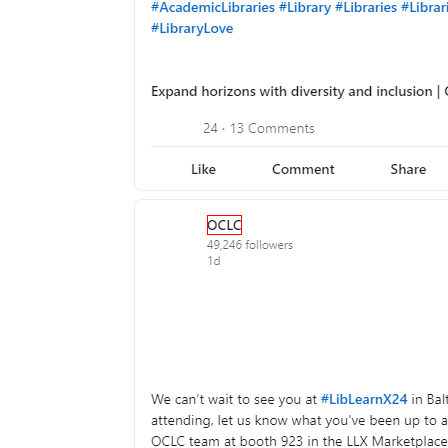 #AcademicLibraries #Library #Libraries
#LibraryLove
Expand horizons with diversity and inclusion |
24 · 13 Comments
Like Comment Share
OCLC
49,246 followers
1d
We can't wait to see you at #LibLearnX24 in
attending, let us know what you've been up to
OCLC team at booth 923 in the LLX Marketplace